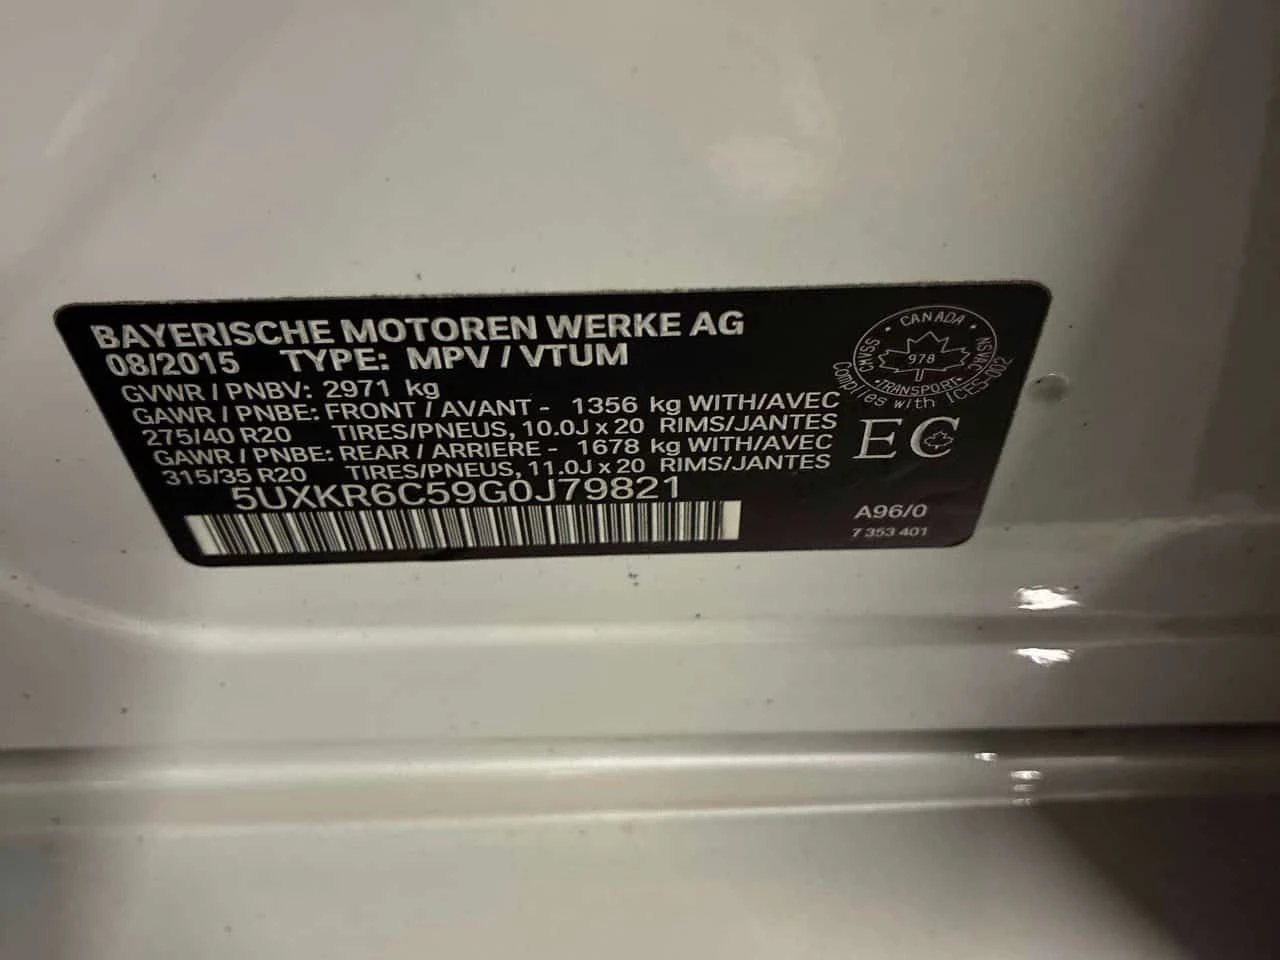 BAYERISCHE MOTOREN WERKE AG
08/2015 TYPE: MPV / VTUM
GVWR / PNBV: 2971 kg
GAWR / PNBE: FRONT / AVANT - 1356 kg WITH/AVEC
275/40 R20 TIRES/PNEUS, 10.0J x 20 RIMS/JANTES
GAWR / PNBE: REAR / ARRIERE - 1678 kg WITH/AVEC
315/35 R20 TIRES/PNEUS, 11.0J x 20 RIMS/JANTES
5UXKR6C59G0J79821
CANADA
CMVSS
NSVAC
978
TRANSPORT
Complies with ICES-002
EC
A96/0
7 353 401